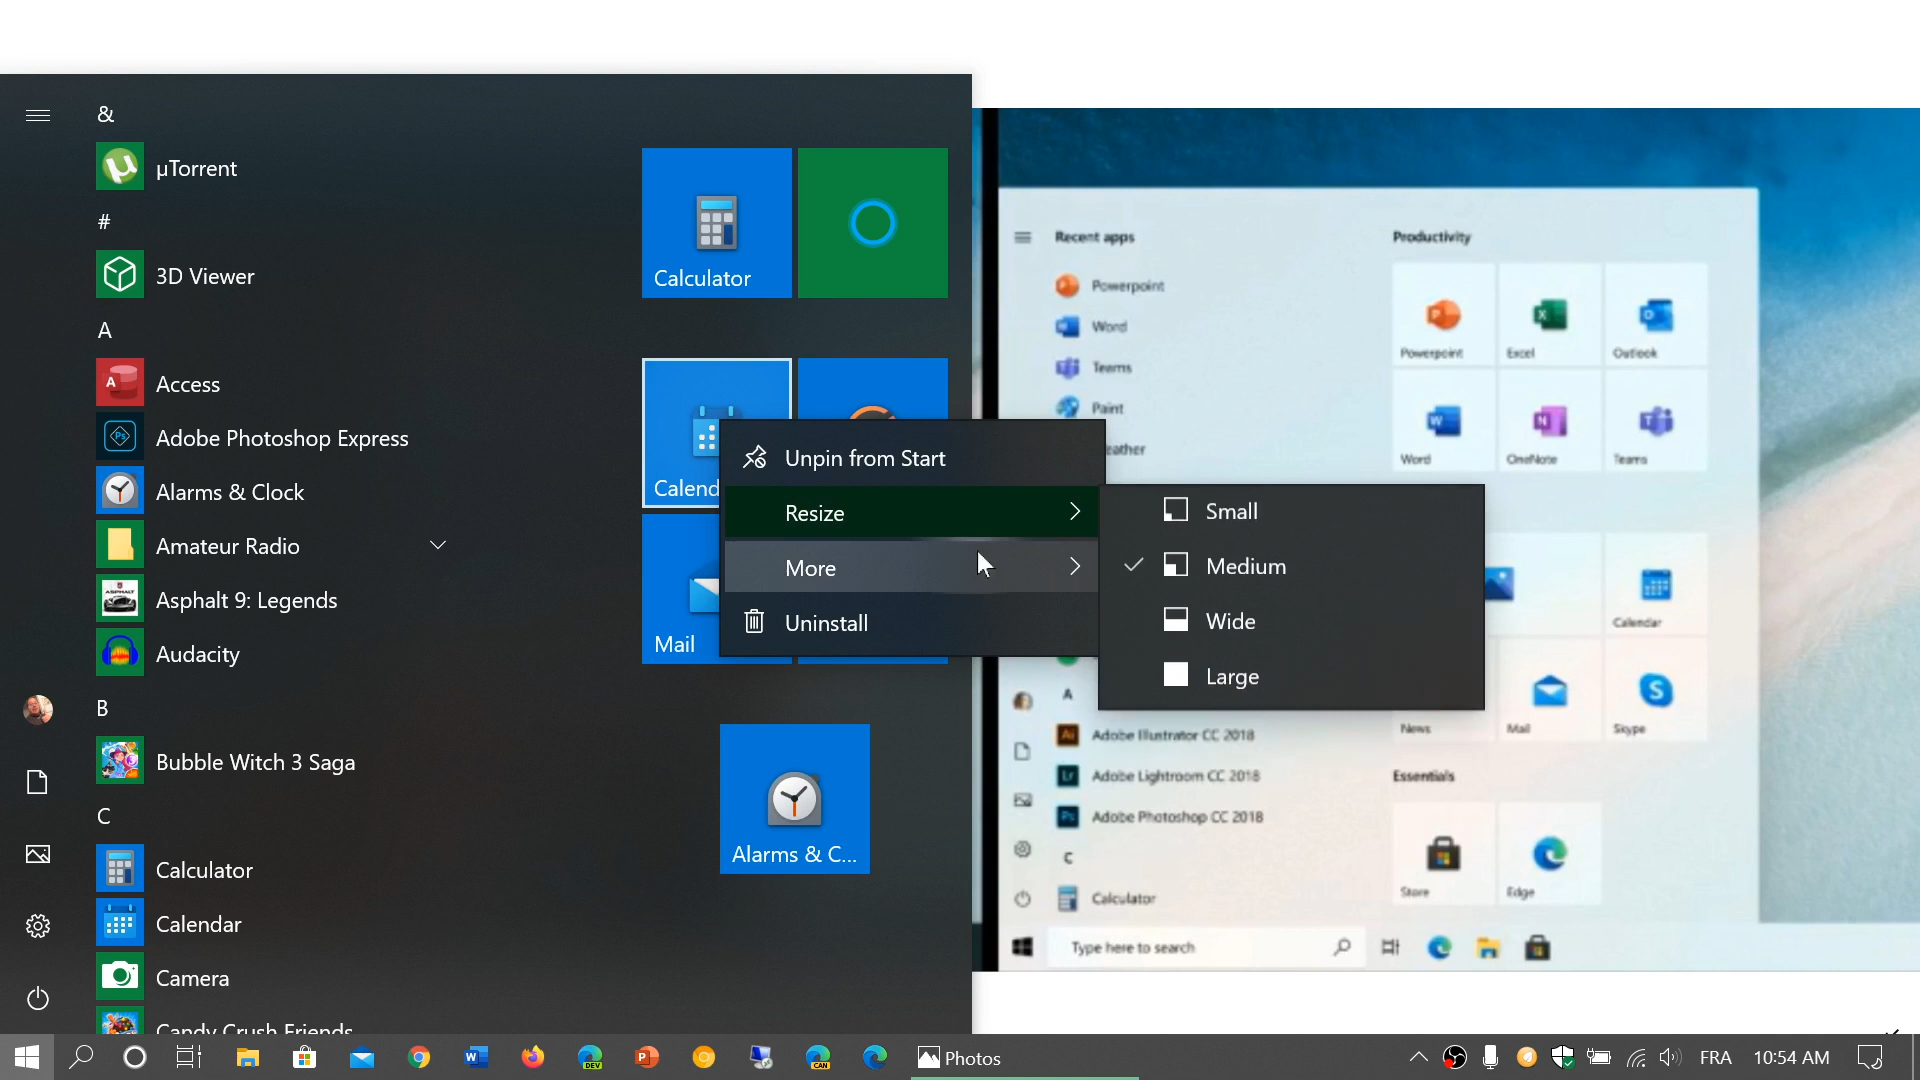 &
µTorrent
#
3D Viewer
A
Access
Adobe Photoshop Express
Alarms & Clock
Amateur Radio
Asphalt 9: Legends
Audacity
B
Bubble Witch 3 Saga
C
Calculator
Calendar
Camera
Candy Crush Friends
Calculator
Calend
Mail
Alarms & C...
Unpin from Start
Resize
More
Uninstall
Small
Medium
Wide
Large
Recent apps
Powerpoint
Word
Teams
Paint
eather
A
Adobe Illustrator CC 2018
Adobe Lightroom CC 2018
Adobe Photoshop CC 2018
C
Calculator
Productivity
Powerpoint Excel Outlook
Word OneNote Teams
Calendar
News Mail Skype
Essentials
Store Edge
Type here to search
DEV
CAN
Photos
FRA
10:54 AM